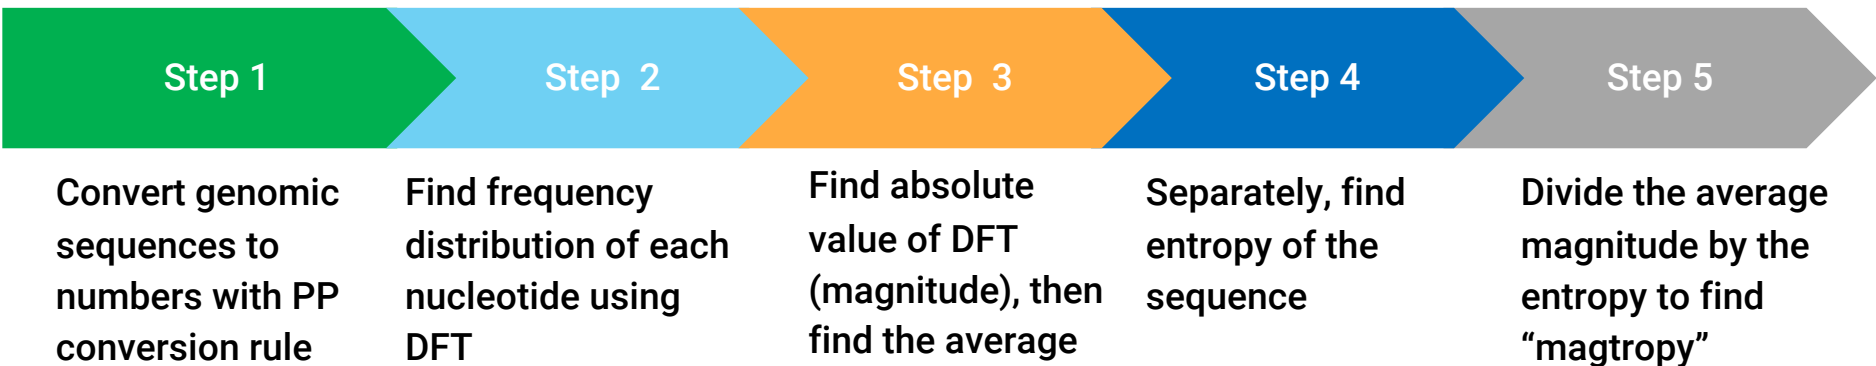 Step 1
Step 2
Step 3
Step 4
Step 5
Convert genomic
sequences to
numbers with PP
conversion rule
Find frequency
distribution of each
nucleotide using
DFT
Find absolute
value of DFT
(magnitude), then
find the average
Separately, find
entropy of the
sequence
Divide the average
magnitude by the
entropy to find
“magtropy”